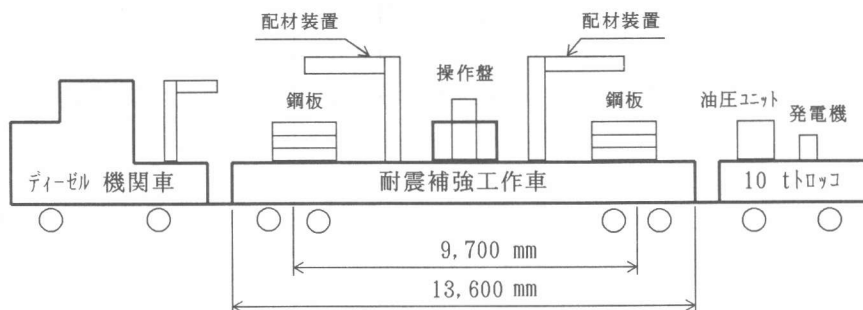 配材装置
配材装置
操作盤
鋼板
鋼板
油圧ユニット
発電機
ディーゼル 機関車
耐震補強工作車
10 tトロッコ
9,700 mm
13,600 mm